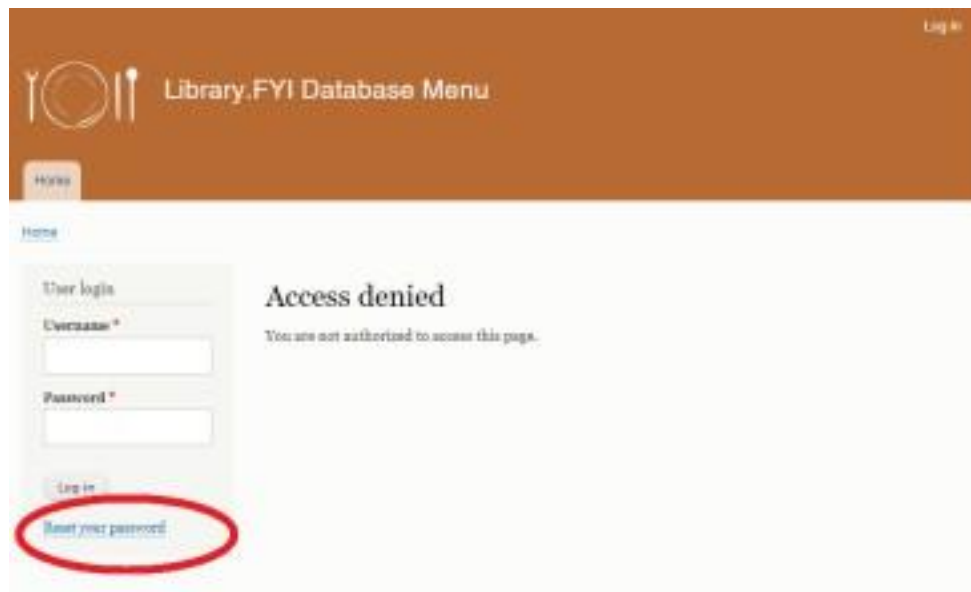 Log in
Library.FYI Database Menu
Home
Home
User login
Access denied
Username *
You are not authorized to access this page.
Password *
Log in
Reset your password